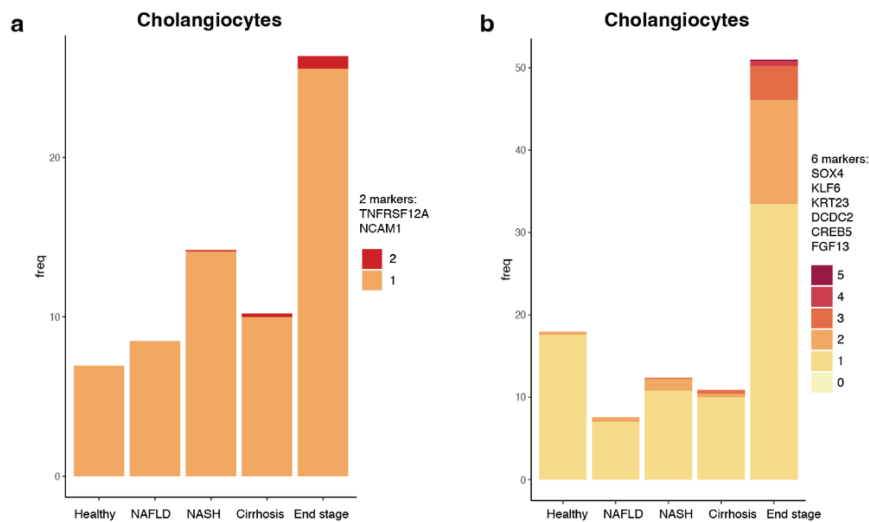 a
Cholangiocytes
20
10
0
freq
Healthy
NAFLD
NASH
Cirrhosis
End stage
2 markers:
TNFRSF12A
NCAM1
2
1
b
Cholangiocytes
50
40
30
20
10
0
freq
Healthy
NAFLD
NASH
Cirrhosis
End stage
6 markers:
SOX4
KLF6
KRT23
DCDC2
CREB5
FGF13
5
4
3
2
1
0